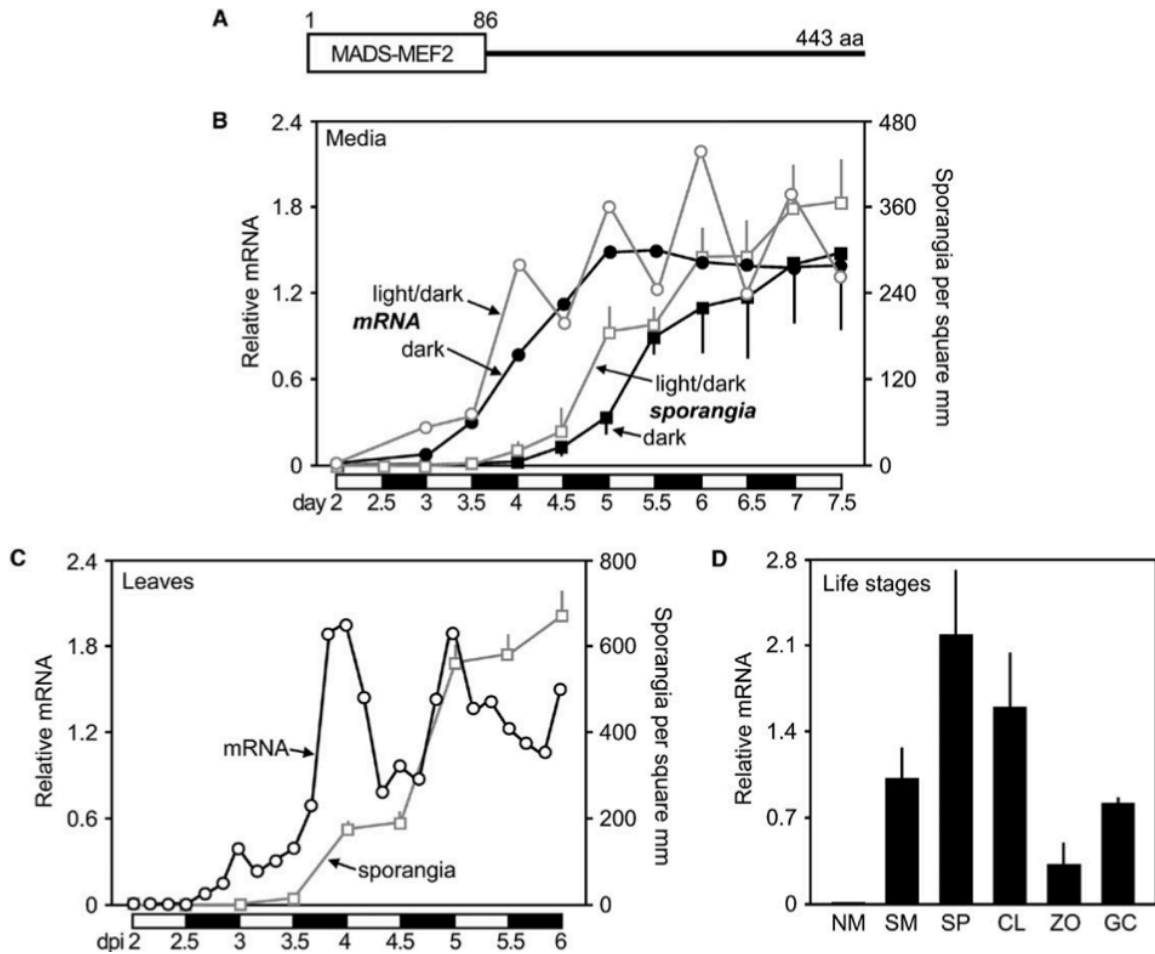 A
1 86
MADS-MEF2
443 aa
B
Media
Relative mRNA
2.4
1.8
1.2
0.6
0
480
360
240
120
0
Sporangia per square mm
light/dark
mRNA
dark
light/dark
sporangia
dark
day 2 2.5 3 3.5 4 4.5 5 5.5 6 6.5 7 7.5
C
Leaves
Relative mRNA
2.4
1.8
1.2
0.6
0
800
600
400
200
0
Sporangia per square mm
mRNA
sporangia
dpi 2 2.5 3 3.5 4 4.5 5 5.5 6
D
Life stages
Relative mRNA
2.8
2.1
1.4
0.7
0
NM SM SP CL ZO GC